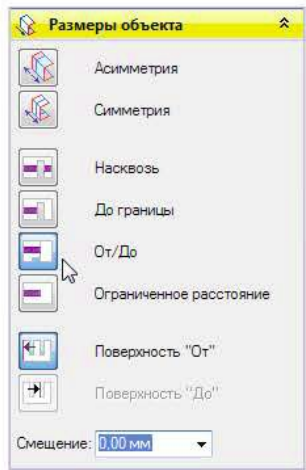 Размеры объекта
Асимметрия
Симметрия
Насквозь
До границы
От/До
Ограниченное расстояние
Поверхность "От"
Поверхность "До"
Смещение: 0,00 мм